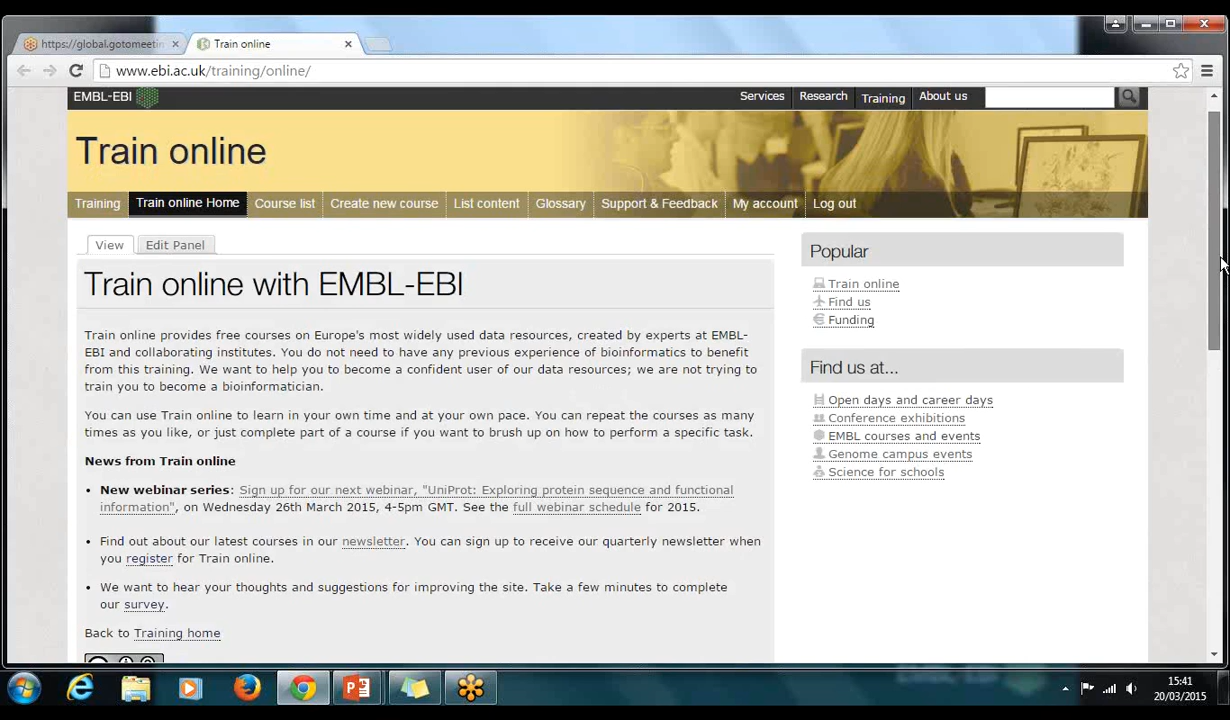 https://global.gotomeetin
Train online
www.ebi.ac.uk/training/online/
EMBL-EBI
Services
Research
Training
About us
Train online
Training
Train online Home
Course list
Create new course
List content
Glossary
Support & Feedback
My account
Log out
View
Edit Panel
Train online with EMBL-EBI
Train online provides free courses on Europe's most widely used data resources, created by experts at EMBL-
EBI and collaborating institutes. You do not need to have any previous experience of bioinformatics to benefit
from this training. We want to help you to become a confident user of our data resources; we are not trying to
train you to become a bioinformatician.
You can use Train online to learn in your own time and at your own pace. You can repeat the courses as many
times as you like, or just complete part of a course if you want to brush up on how to perform a specific task.
News from Train online
• New webinar series: Sign up for our next webinar, "UniProt: Exploring protein sequence and functional
information", on Wednesday 26th March 2015, 4-5pm GMT. See the full webinar schedule for 2015.
• Find out about our latest courses in our newsletter. You can sign up to receive our quarterly newsletter when
you register for Train online.
• We want to hear your thoughts and suggestions for improving the site. Take a few minutes to complete
our survey.
Back to Training home
Popular
Train online
Find us
Funding
Find us at...
Open days and career days
Conference exhibitions
EMBL courses and events
Genome campus events
Science for schools
15:41
20/03/2015